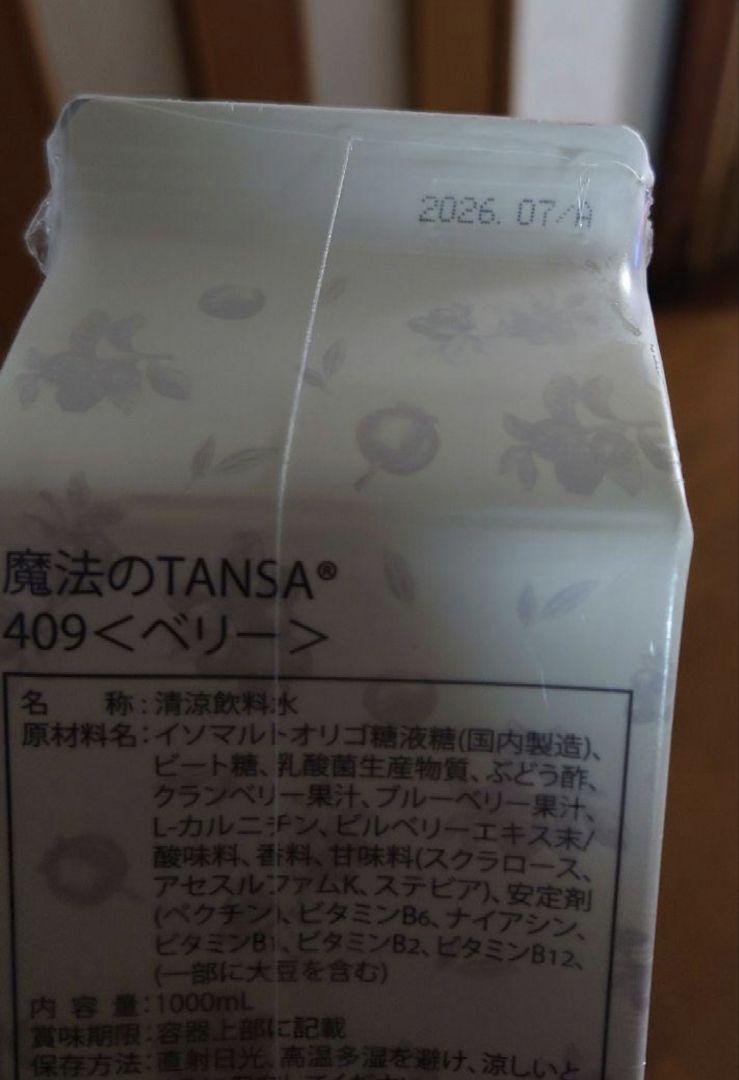 2026. 07/A
魔法のTANSA®
409<ベリー>
名　　称:清涼飲料水
原材料名:イソマルトオリゴ糖液糖(国内製造)、
ビート糖、乳酸菌生産物質、ぶどう酢、
クランベリー果汁、ブルーベリー果汁、
L-カルニチン、ビルベリーエキス末/
酸味料、香料、甘味料(スクラロース、
アセスルファムK、ステビア)、安定剤
(ペクチン)、ビタミンB6、ナイアシン、
ビタミンB1、ビタミンB2、ビタミンB12、
(一部に大豆を含む)
内 容 量:1000mL
賞味期限:容器上部に記載
保存方法:直射日光、高温多湿を避け、涼しいと